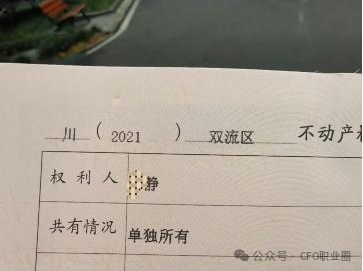 川 ( 2021 ) 双流区 不动产权
权利人 静
共有情况 单独所有
公众号 · CFO职业圈